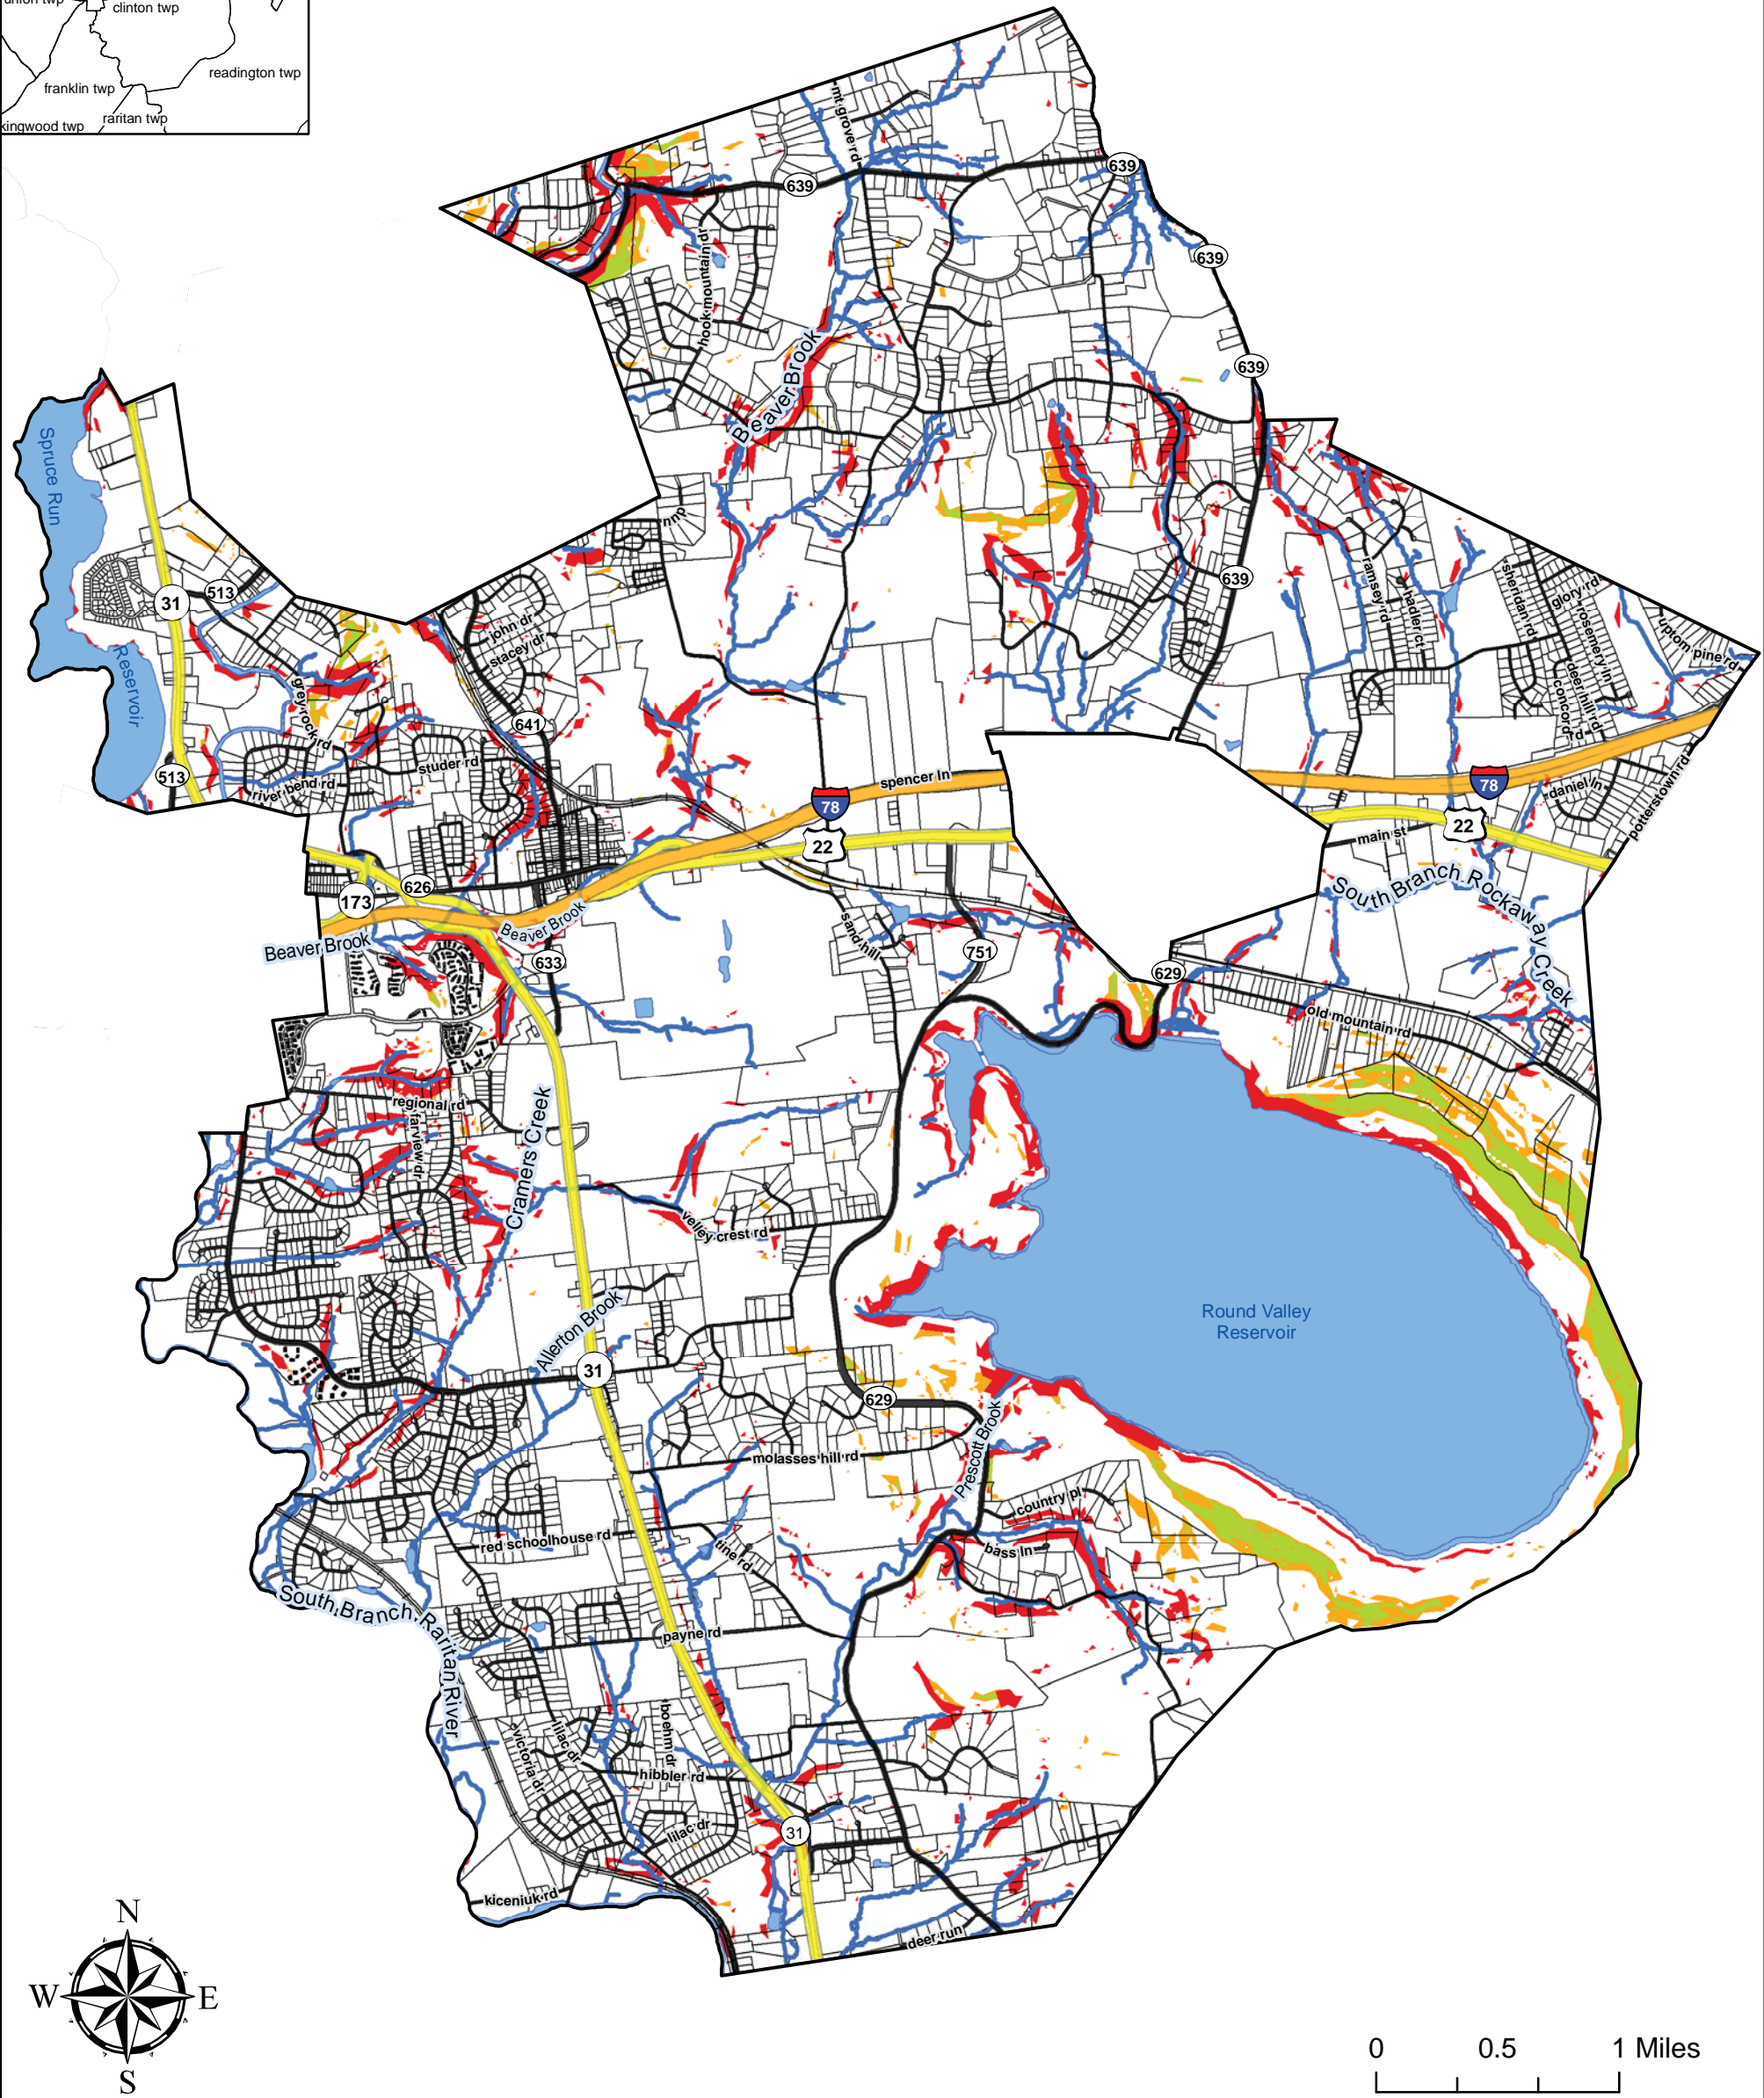 clinton twp
readington twp
franklin twp
raritan twp
kingwood twp
mt grove rd
639
639
639
hook mountain dr
Beaver Brook
639
Spruce Run
Reservoir
31
513
639
john dr
stacey dr
ramsey rd
hadler ct
sheridan rd
glory rd
rosemery ln
deer hill rd
concord rd
uptom pine rd
grey rock rd
641
studer rd
513
river bend rd
spencer ln
78
22
78
22
daniel ln
potterstown rd
main st
626
173
Beaver Brook
Beaver Brook
633
sand hill
751
629
South Branch Rockaway Creek
old mountain rd
regional rd
farview dr
Cramers Creek
velley crest rd
Round Valley
Reservoir
Allerton Brook
31
629
molasses hill rd
Prescott Brook
country pl
bass ln
red schoolhouse rd
tine rd
South Branch Raritan River
payne rd
boehm dr
lilac dr
victoria dr
hibbler rd
lilac dr
31
kiceniuk rd
deer run
N
W
E
S
0 0.5 1 Miles